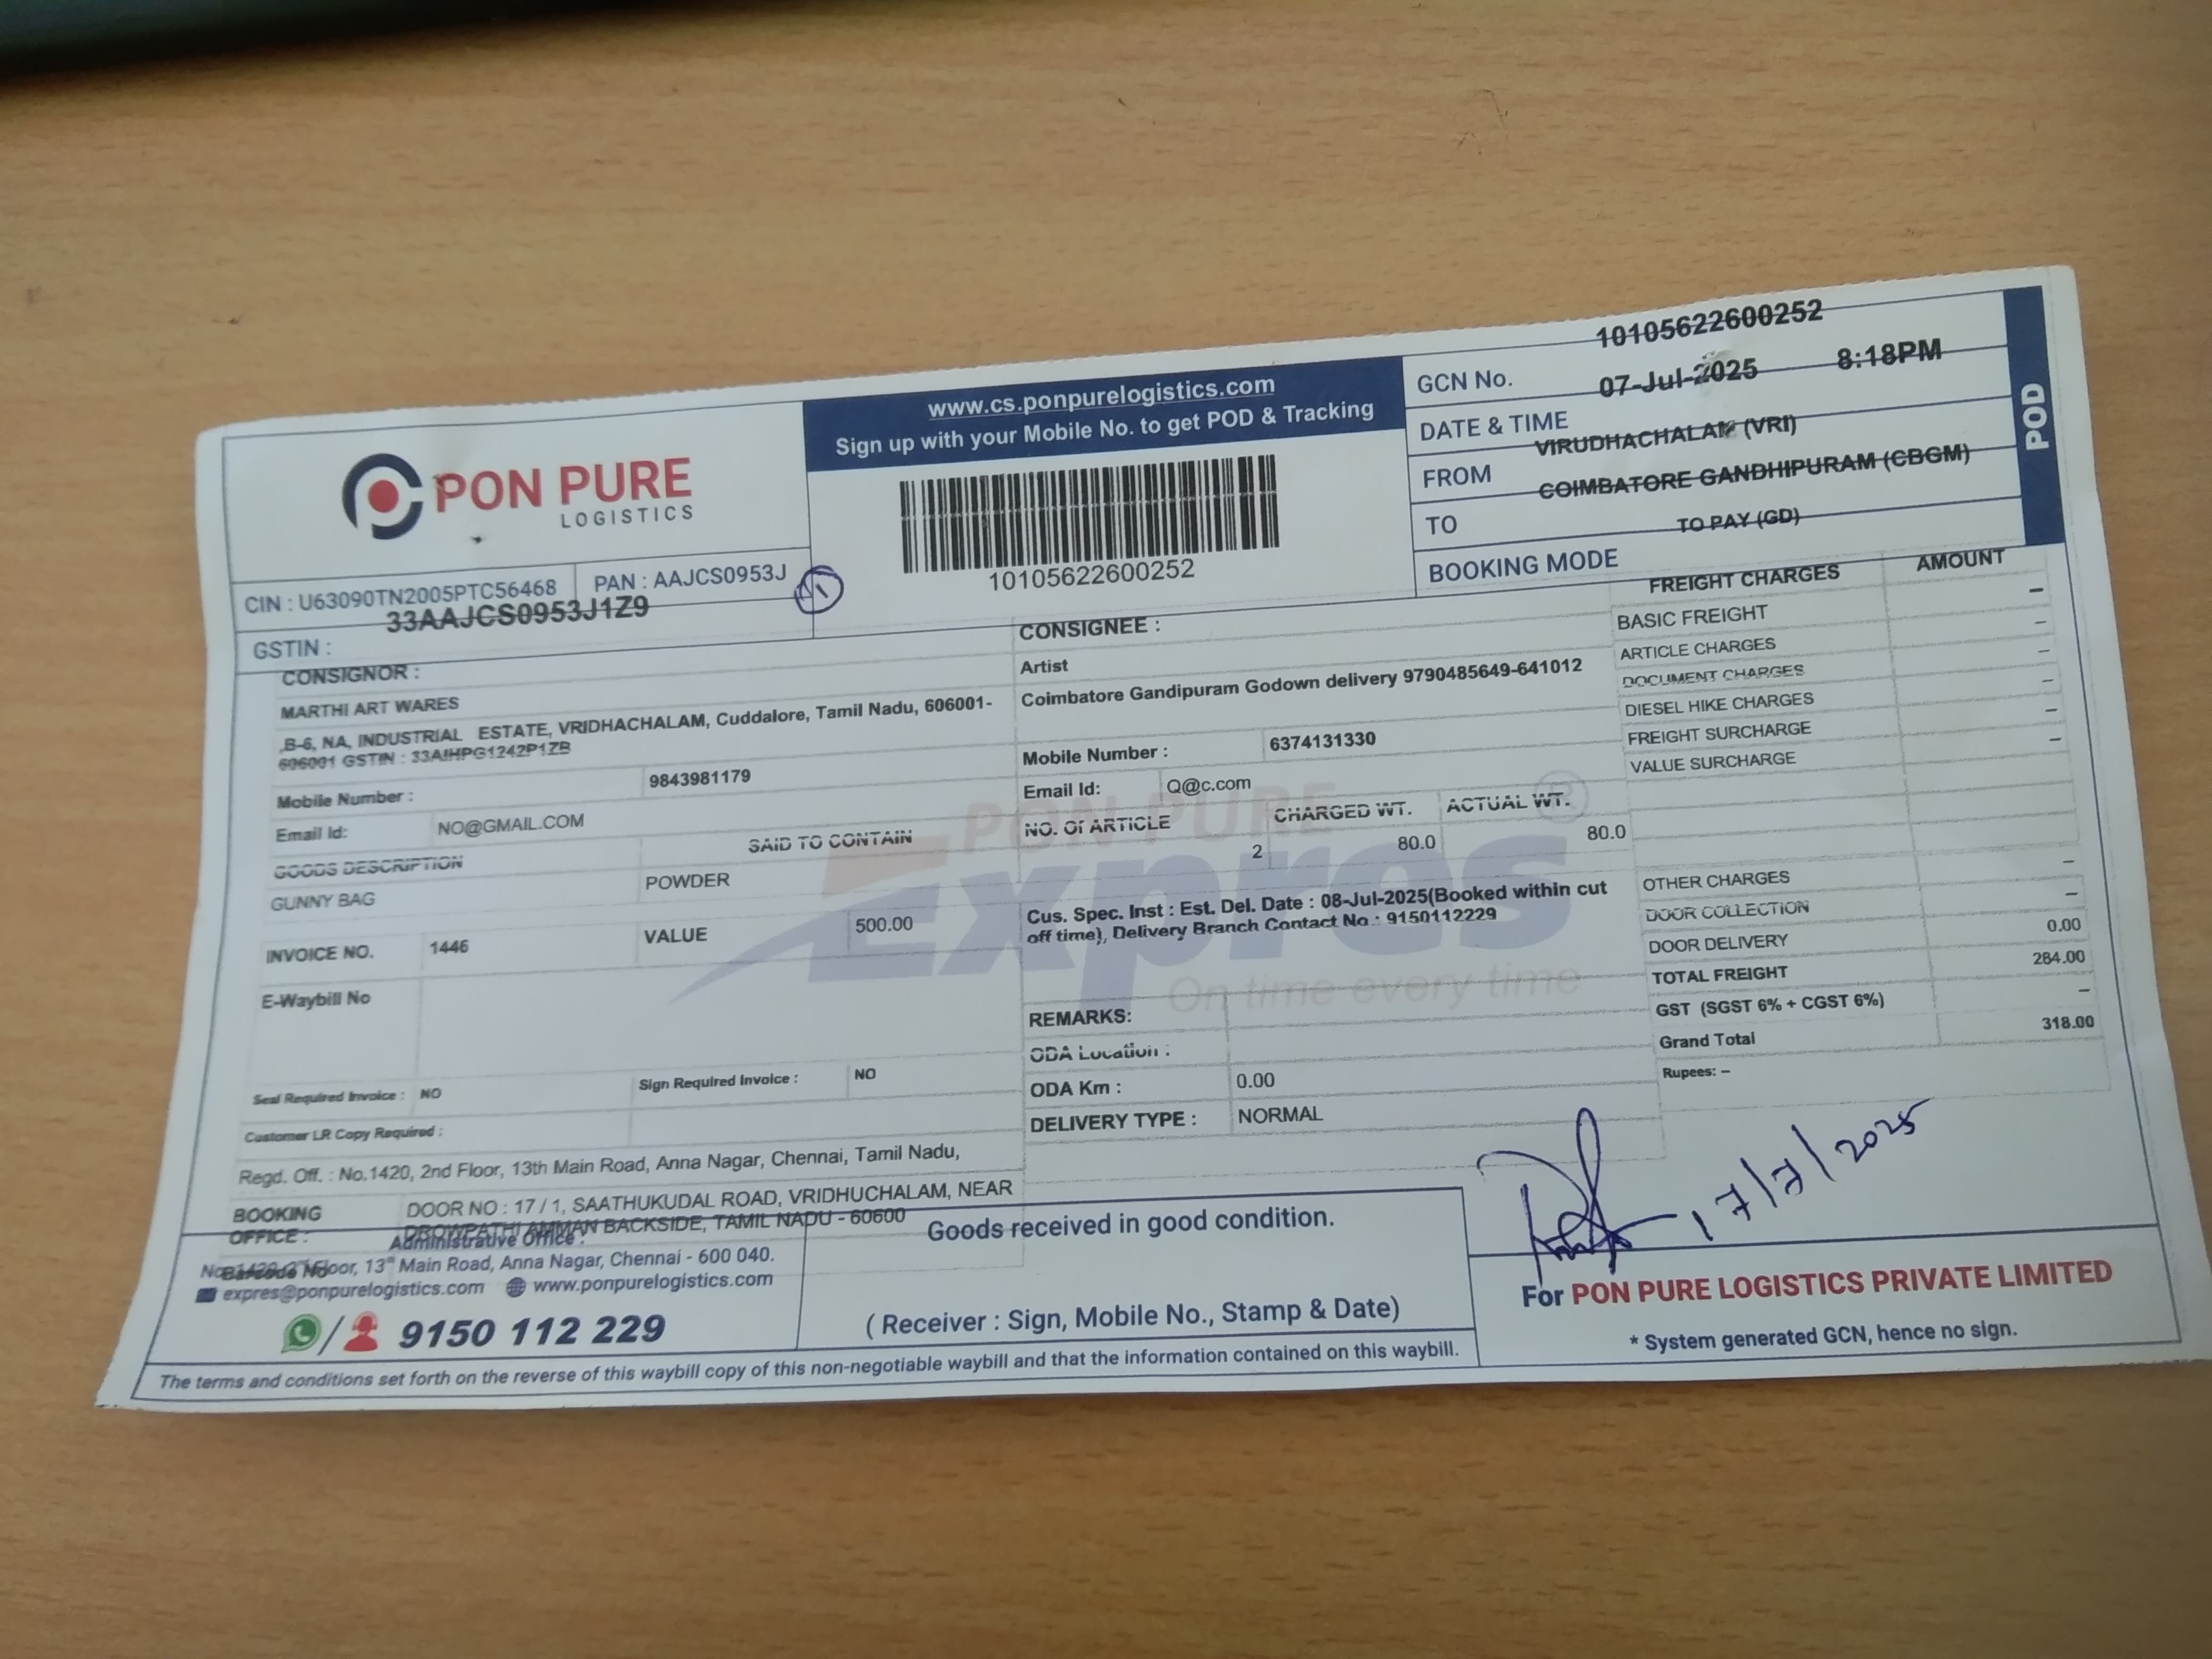 PON PURE
LOGISTICS
CIN : U63090TN2005PTC56468
PAN : AAJCS0953J
1
GSTIN :
33AAJCS0953J1Z9
www.cs.ponpurelogistics.com
Sign up with your Mobile No. to get POD & Tracking
10105622600252
GCN No. 10105622600252
DATE & TIME 07-Jul-2025 8:18PM
FROM VIRUDHACHALAM (VRI)
TO COIMBATORE GANDHIPURAM (CBGM)
BOOKING MODE TO PAY (GD)
POD
CONSIGNOR :
MARTHI ART WARES
,B-6, NA, INDUSTRIAL ESTATE, VRIDHACHALAM, Cuddalore, Tamil Nadu, 606001-
606001 GSTIN : 33AIHPG1242P1ZB
Mobile Number : 9843981179
Email Id: NO@GMAIL.COM
GOODS DESCRIPTION SAID TO CONTAIN
GUNNY BAG POWDER
INVOICE NO. 1446 VALUE 500.00
E-Waybill No
Seal Required Invoice : NO Sign Required Invoice : NO
Customer LR Copy Required :
Regd. Off. : No.1420, 2nd Floor, 13th Main Road, Anna Nagar, Chennai, Tamil Nadu,
BOOKING
OFFICE :
DOOR NO : 17 / 1, SAATHUKUDAL ROAD, VRIDHUCHALAM, NEAR
DROWPATHI AMMAN BACKSIDE, TAMIL NADU - 60600
Barcode No
CONSIGNEE :
Artist
Coimbatore Gandipuram Godown delivery 9790485649-641012
Mobile Number : 6374131330
Email Id: Q@c.com
NO. Of ARTICLE CHARGED WT. ACTUAL WT.
2 80.0 80.0
PON PURE
Expres®
On time every time
Cus. Spec. Inst : Est. Del. Date : 08-Jul-2025(Booked within cut
off time), Delivery Branch Contact No.: 9150112229
REMARKS:
ODA Location :
ODA Km : 0.00
DELIVERY TYPE : NORMAL
FREIGHT CHARGES AMOUNT
BASIC FREIGHT –
ARTICLE CHARGES –
DOCUMENT CHARGES –
DIESEL HIKE CHARGES –
FREIGHT SURCHARGE –
VALUE SURCHARGE –
OTHER CHARGES –
DOOR COLLECTION –
DOOR DELIVERY 0.00
TOTAL FREIGHT 284.00
GST (SGST 6% + CGST 6%) –
Grand Total 318.00
Rupees: –
Administrative Office :
No.1420, 2nd Floor, 13th Main Road, Anna Nagar, Chennai - 600 040.
expres@ponpurelogistics.com www.ponpurelogistics.com
/ 9150 112 229
Goods received in good condition.
( Receiver : Sign, Mobile No., Stamp & Date)
17/7/2025
For PON PURE LOGISTICS PRIVATE LIMITED
* System generated GCN, hence no sign.
The terms and conditions set forth on the reverse of this waybill copy of this non-negotiable waybill and that the information contained on this waybill.